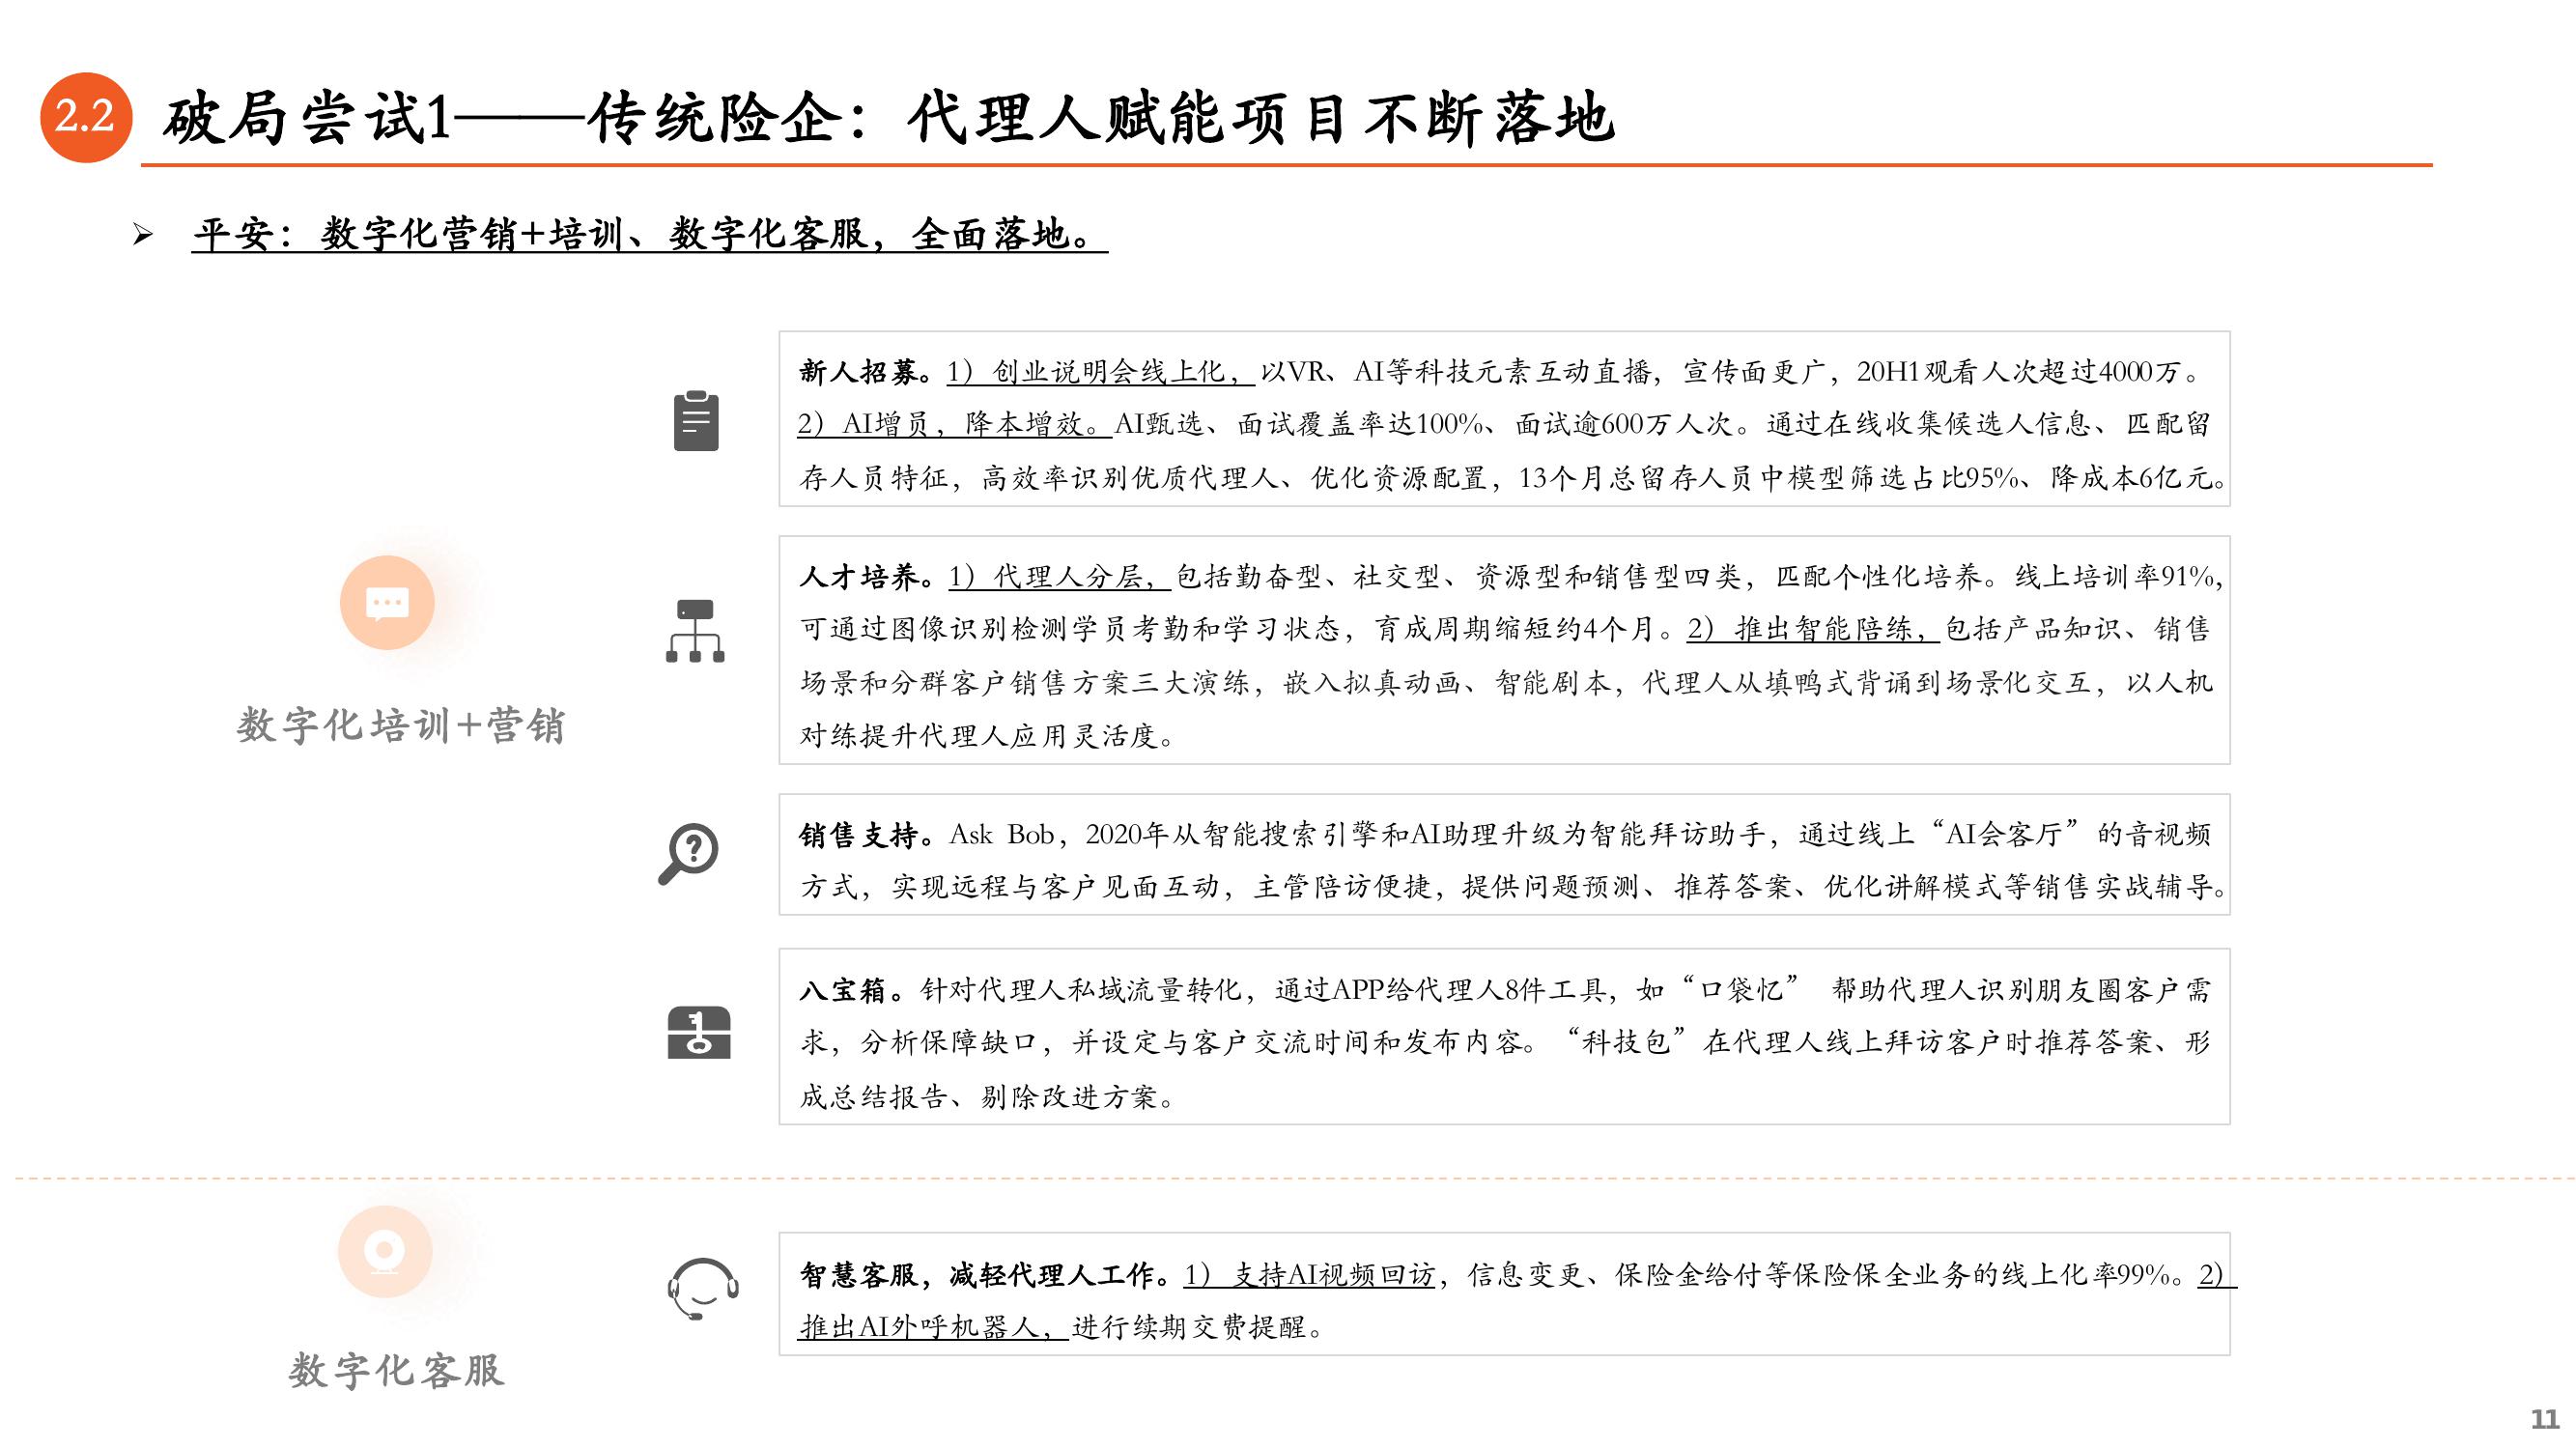 2.2 破局尝试1——传统险企：代理人赋能项目不断落地
➢ 平安：数字化营销+培训、数字化客服，全面落地。
新人招募。1）创业说明会线上化，以VR、AI等科技元素互动直播，宣传面更广，20H1观看人次超过4000万。
2）AI增员，降本增效。AI甄选、面试覆盖率达100%、面试逾600万人次。通过在线收集候选人信息、匹配留
存人员特征，高效率识别优质代理人、优化资源配置，13个月总留存人员中模型筛选占比95%、降成本6亿元。
数字化培训+营销
人才培养。1）代理人分层，包括勤奋型、社交型、资源型和销售型四类，匹配个性化培养。线上培训率91%，
可通过图像识别检测学员考勤和学习状态，育成周期缩短约4个月。2）推出智能陪练，包括产品知识、销售
场景和分群客户销售方案三大演练，嵌入拟真动画、智能剧本，代理人从填鸭式背诵到场景化交互，以人机
对练提升代理人应用灵活度。
销售支持。Ask Bob，2020年从智能搜索引擎和AI助理升级为智能拜访助手，通过线上“AI会客厅”的音视频
方式，实现远程与客户见面互动，主管陪访便捷，提供问题预测、推荐答案、优化讲解模式等销售实战辅导。
八宝箱。针对代理人私域流量转化，通过APP给代理人8件工具，如“口袋忆” 帮助代理人识别朋友圈客户需
求，分析保障缺口，并设定与客户交流时间和发布内容。“科技包”在代理人线上拜访客户时推荐答案、形
成总结报告、剔除改进方案。
数字化客服
智慧客服，减轻代理人工作。1）支持AI视频回访，信息变更、保险金给付等保险保全业务的线上化率99%。2）
推出AI外呼机器人，进行续期交费提醒。
11